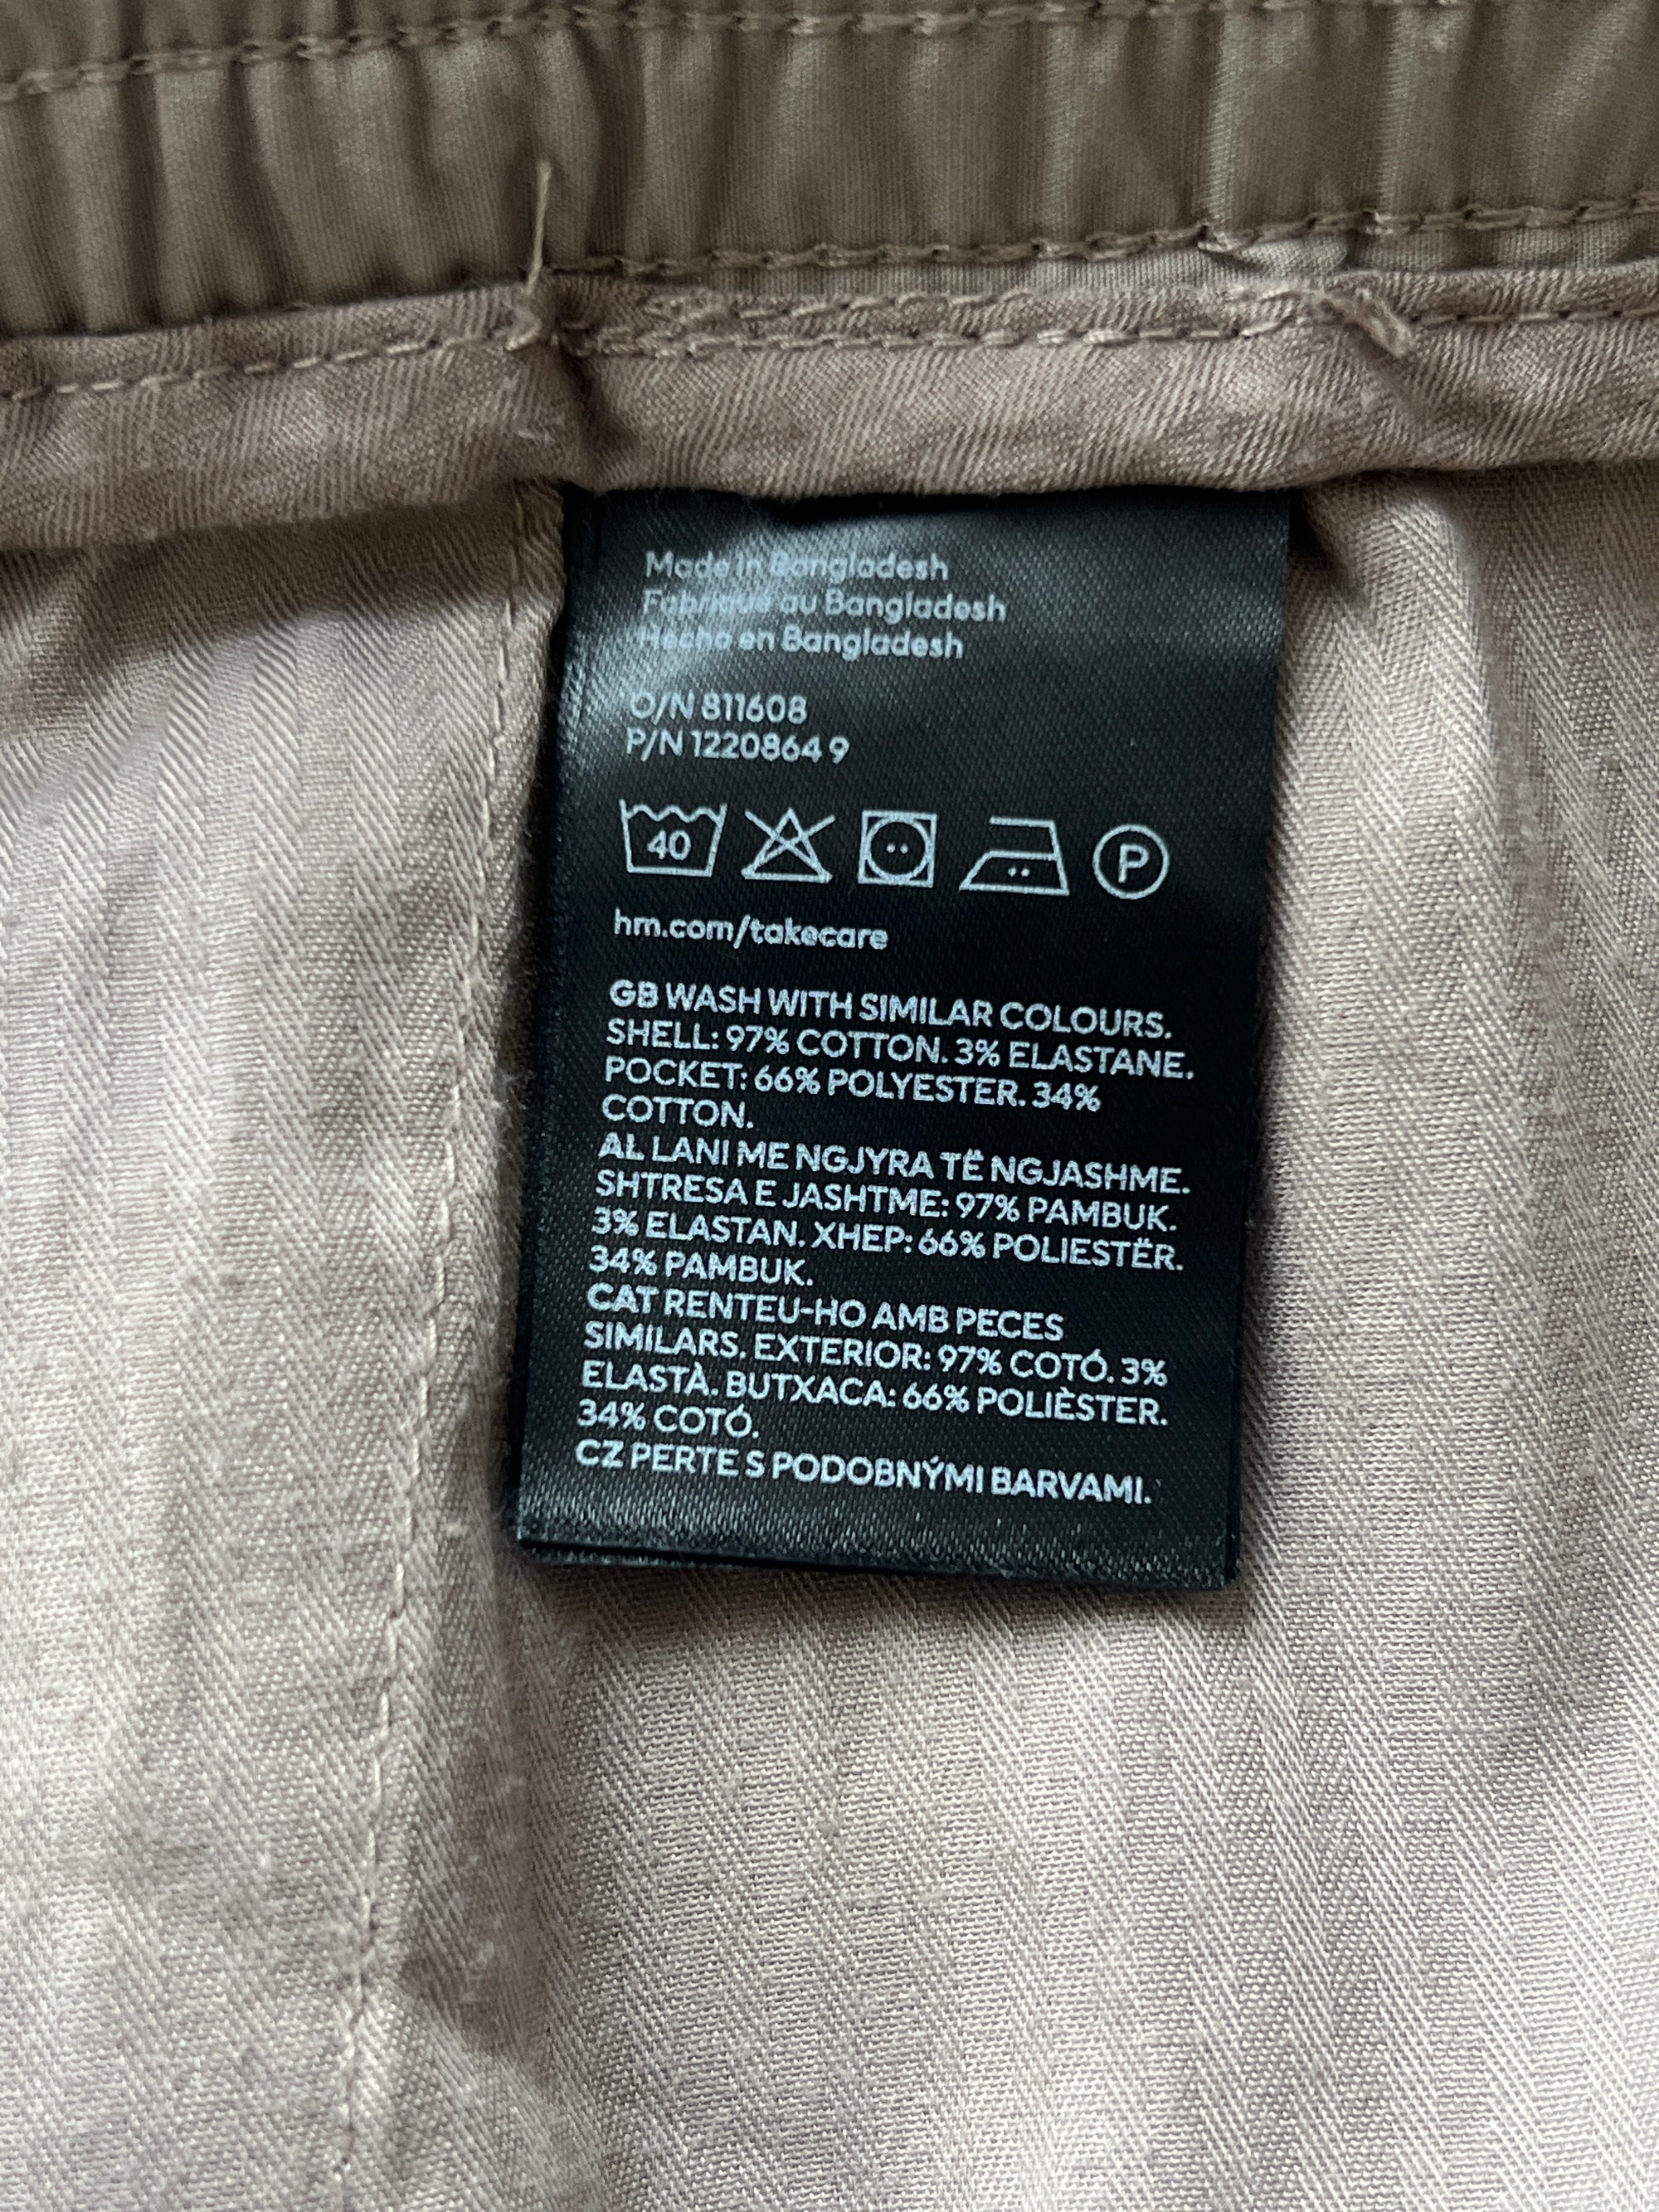 Made in Bangladesh
Fabriqué au Bangladesh
Hecho en Bangladesh
O/N 811608
P/N 12208649
40 P
hm.com/takecare
GB WASH WITH SIMILAR COLOURS.
SHELL: 97% COTTON. 3% ELASTANE.
POCKET: 66% POLYESTER. 34%
COTTON.
AL LANI ME NGJYRA TË NGJASHME.
SHTRESA E JASHTME: 97% PAMBUK.
3% ELASTAN. XHEP: 66% POLIESTËR.
34% PAMBUK.
CAT RENTEU-HO AMB PECES
SIMILARS. EXTERIOR: 97% COTÓ. 3%
ELASTÀ. BUTXACA: 66% POLIÈSTER.
34% COTÓ.
CZ PERTE S PODOBNÝMI BARVAMI.